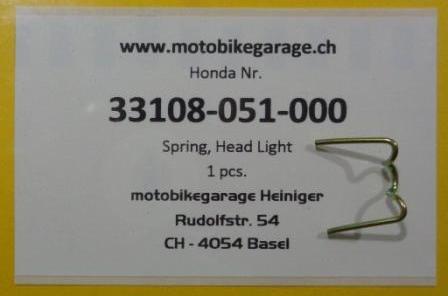 www.motobikegarage.ch
Honda Nr.
33108-051-000
Spring, Head Light
1 pcs.
motobikegarage Heiniger
Rudolfstr. 54
CH - 4054 Basel